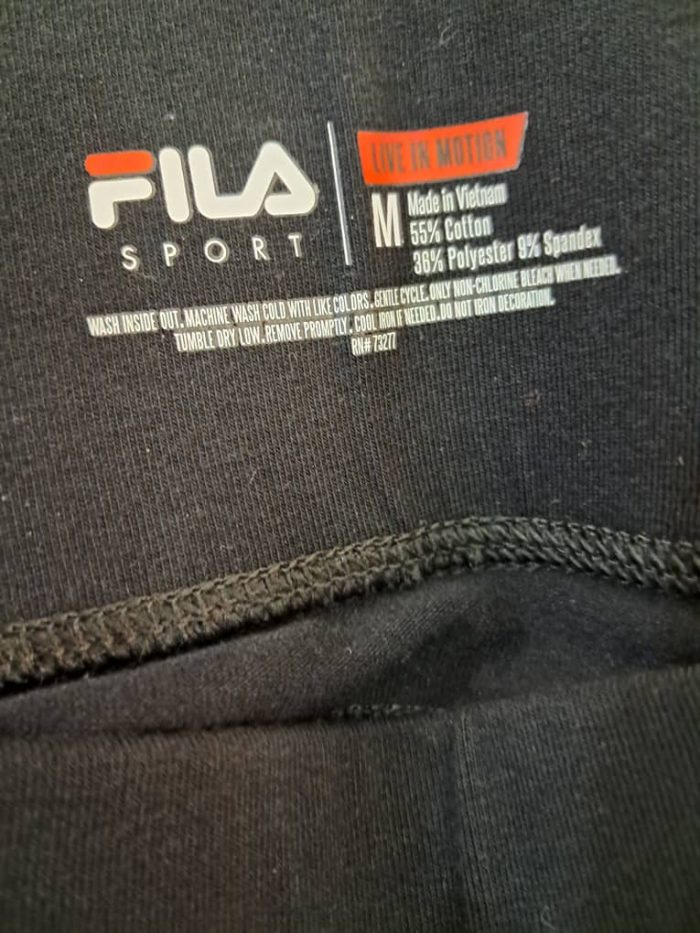 FILA
SPORT
LIVE IN MOTION
M
Made in Vietnam
55% Cotton
36% Polyester 9% Spandex
WASH INSIDE OUT. MACHINE WASH COLD WITH LIKE COLORS. GENTLE CYCLE. ONLY NON-CHLORINE BLEACH WHEN NEEDED.
TUMBLE DRY LOW. REMOVE PROMPTLY. COOL IRON IF NEEDED. DO NOT IRON DECORATION.
RN# 73277